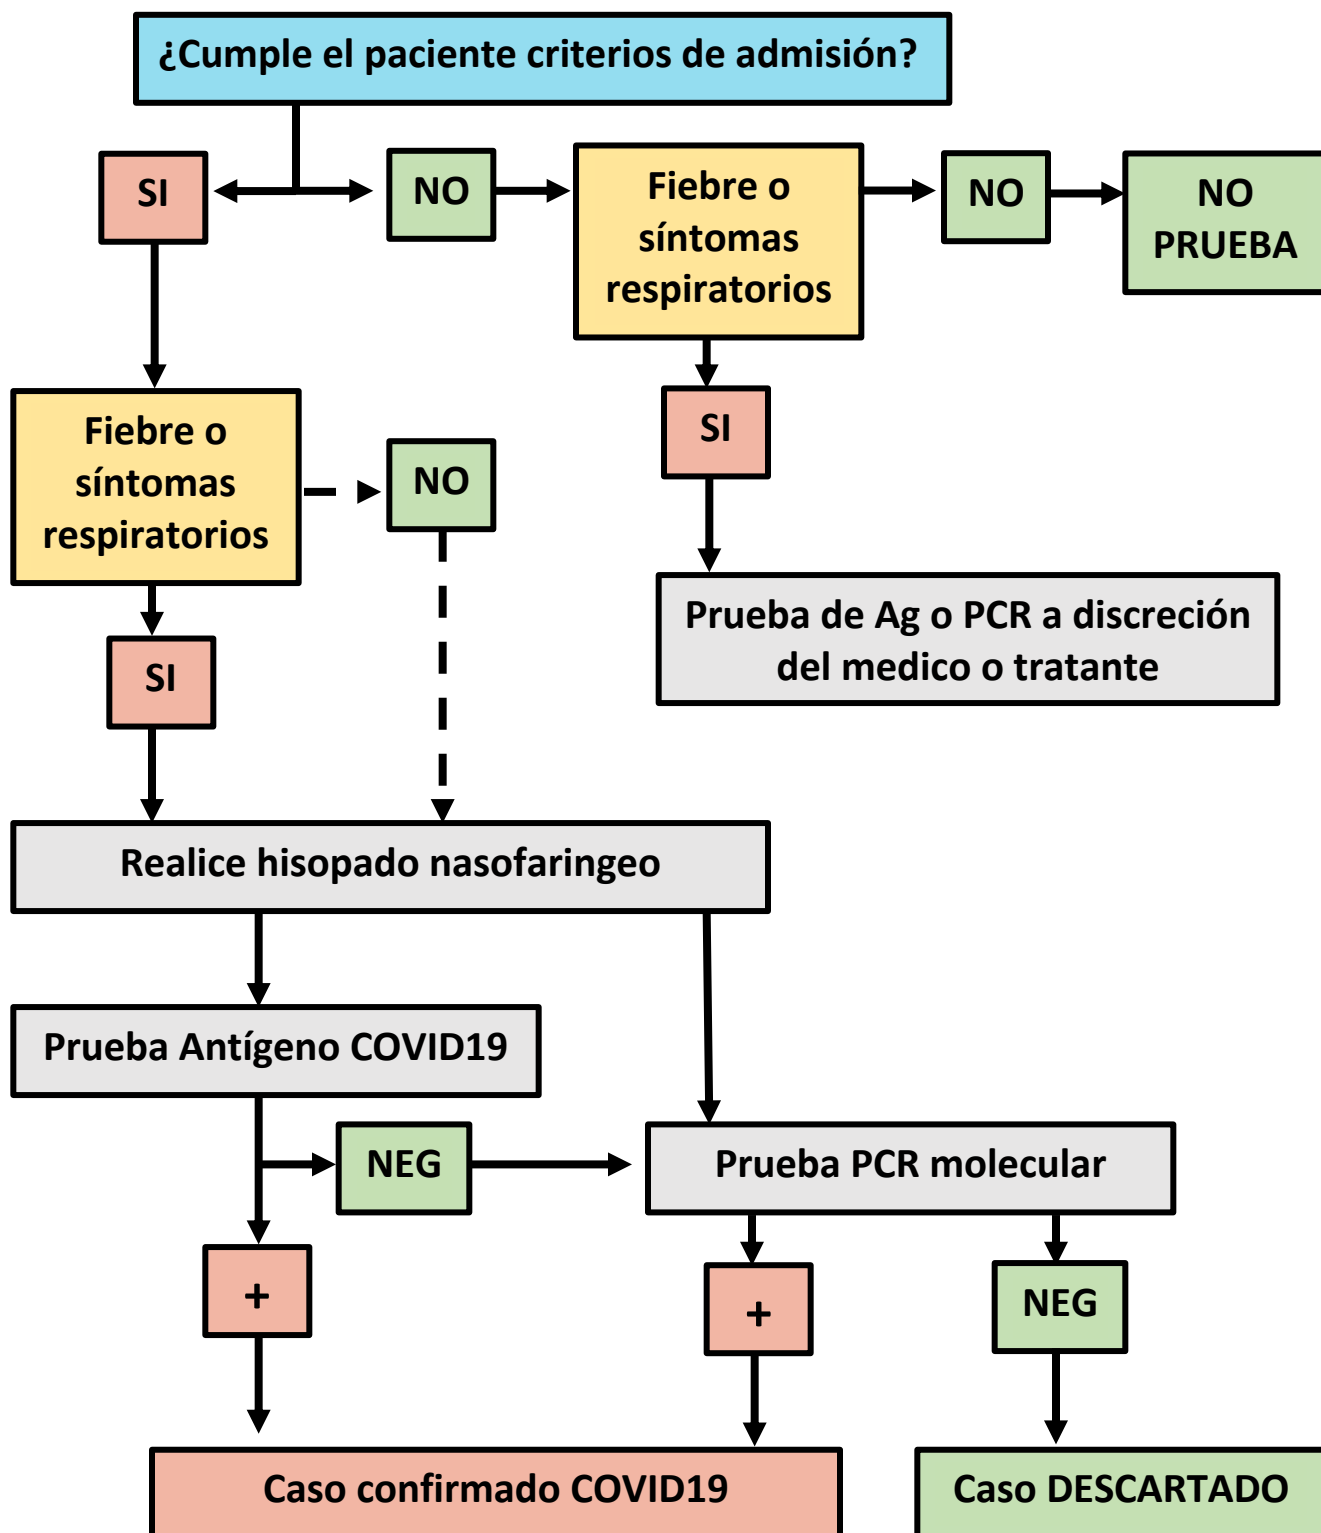 ¿Cumple el paciente criterios de admisión?
SI
NO
Fiebre o
síntomas
respiratorios
NO
NO
PRUEBA
SI
Prueba de Ag o PCR a discreción
del medico o tratante
Fiebre o
síntomas
respiratorios
NO
SI
Realice hisopado nasofaringeo
Prueba Antígeno COVID19
NEG
Prueba PCR molecular
+
+
NEG
Caso confirmado COVID19
Caso DESCARTADO